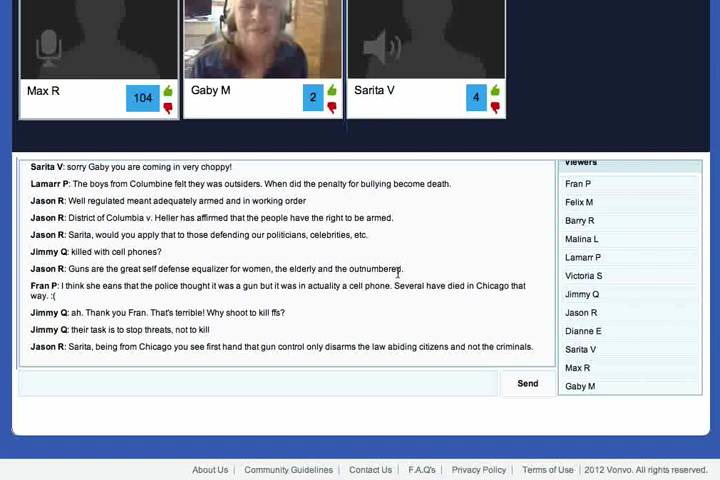 Max R
104
Gaby M
2
Sarita V
4
Sarita V: sorry Gaby you are coming in very choppy!
Lamarr P: The boys from Columbine felt they was outsiders. When did the penalty for bullying become death.
Jason R: Well regulated meant adequately armed and in working order
Jason R: District of Columbia v. Heller has affirmed that the people have the right to be armed.
Jason R: Sarita, would you apply that to those defending our politicians, celebrities, etc.
Jimmy Q: killed with cell phones?
Jason R: Guns are the great self defense equalizer for women, the elderly and the outnumbered.
Fran P: I think she eans that the police thought it was a gun but it was in actuality a cell phone. Several have died in Chicago that
way. :(
Jimmy Q: ah. Thank you Fran. That's terrible! Why shoot to kill ffs?
Jimmy Q: their task is to stop threats, not to kill
Jason R: Sarita, being from Chicago you see first hand that gun control only disarms the law abiding citizens and not the criminals.
Send
Viewers
Fran P
Felix M
Barry R
Malina L
Lamarr P
Victoria S
Jimmy Q
Jason R
Dianne E
Sarita V
Max R
Gaby M
About Us | Community Guidelines | Contact Us | F.A.Q's | Privacy Policy | Terms of Use | 2012 Vonvo. All rights reserved.